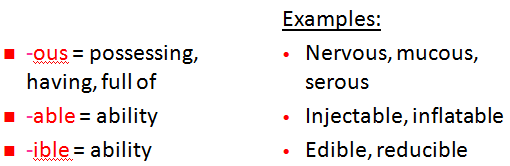 Examples:
■ -ous = possessing,
having, full of
• Nervous, mucous,
serous
■ -able = ability
• Injectable, inflatable
■ -ible = ability
• Edible, reducible